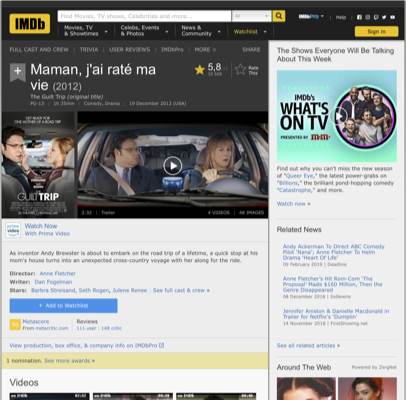 IMDb
Find Movies, TV shows, Celebrities and more...
All
IMDbPro
Help
Movies, TV
& Showtimes
Celebs, Events
& Photos
News &
Community
Watchlist
Sign in
FULL CAST AND CREW | TRIVIA | USER REVIEWS | IMDbPro | MORE
SHARE
Maman, j'ai raté ma
vie (2012)
5,8
Rate
This
The Guilt Trip (original title)
PG-13 | 1h 35min | Comedy, Drama | 19 December 2012 (USA)
LET READY FOR
ONE MOTHER OF A ROAD TRIP
THE
GUILT TRIP
2:32 | Trailer
4 VIDEOS | 48 IMAGES
prime video
Watch Now
With Prime Video
As inventor Andy Brewster is about to embark on the road trip of a lifetime, a quick stop at his
mom's house turns into an unexpected cross-country voyage with her along for the ride.
Director: Anne Fletcher
Writer: Dan Fogelman
Stars: Barbra Streisand, Seth Rogen, Julene Renee | See full cast & crew »
+ Add to Watchlist
Metascore
From metacritic.com
Reviews
111 user | 148 critic
View production, box office, & company info on IMDbPro
1 nomination. See more awards »
Videos
The Shows Everyone Will Be Talking
About This Week
IMDb's
WHAT'S
ON TV
PRESENTED BY m&m's
Find out why you can't miss the new season
of "Queer Eye," the latest power-grabs on
"Billions," the brilliant pond-hopping comedy
"Catastrophe," and more.
Watch now »
Related News
Andy Ackerman To Direct ABC Comedy
Pilot 'Nana'; Anne Fletcher To Helm
Drama 'Heart Of Life'
09 February 2019 | Deadline
Anne Fletcher's Hit Rom-Com 'The
Proposal' Made $160 Million, Then the
Genre Disappeared
08 December 2018 | Indiewire
Jennifer Aniston & Danielle Macdonald in
Trailer for Netflix's 'Dumplin'
14 November 2018 | FirstShowing.net
See all related articles »
Around The Web
Powered by ZergNet